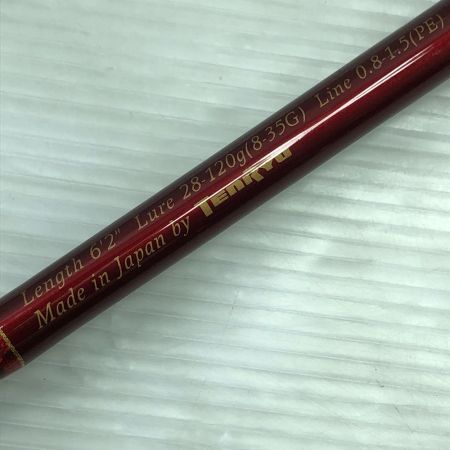 Length 6'2" Lure 28-120g(8-35G) Line 0.8-1.5(PE)
Made in Japan by TENRYU